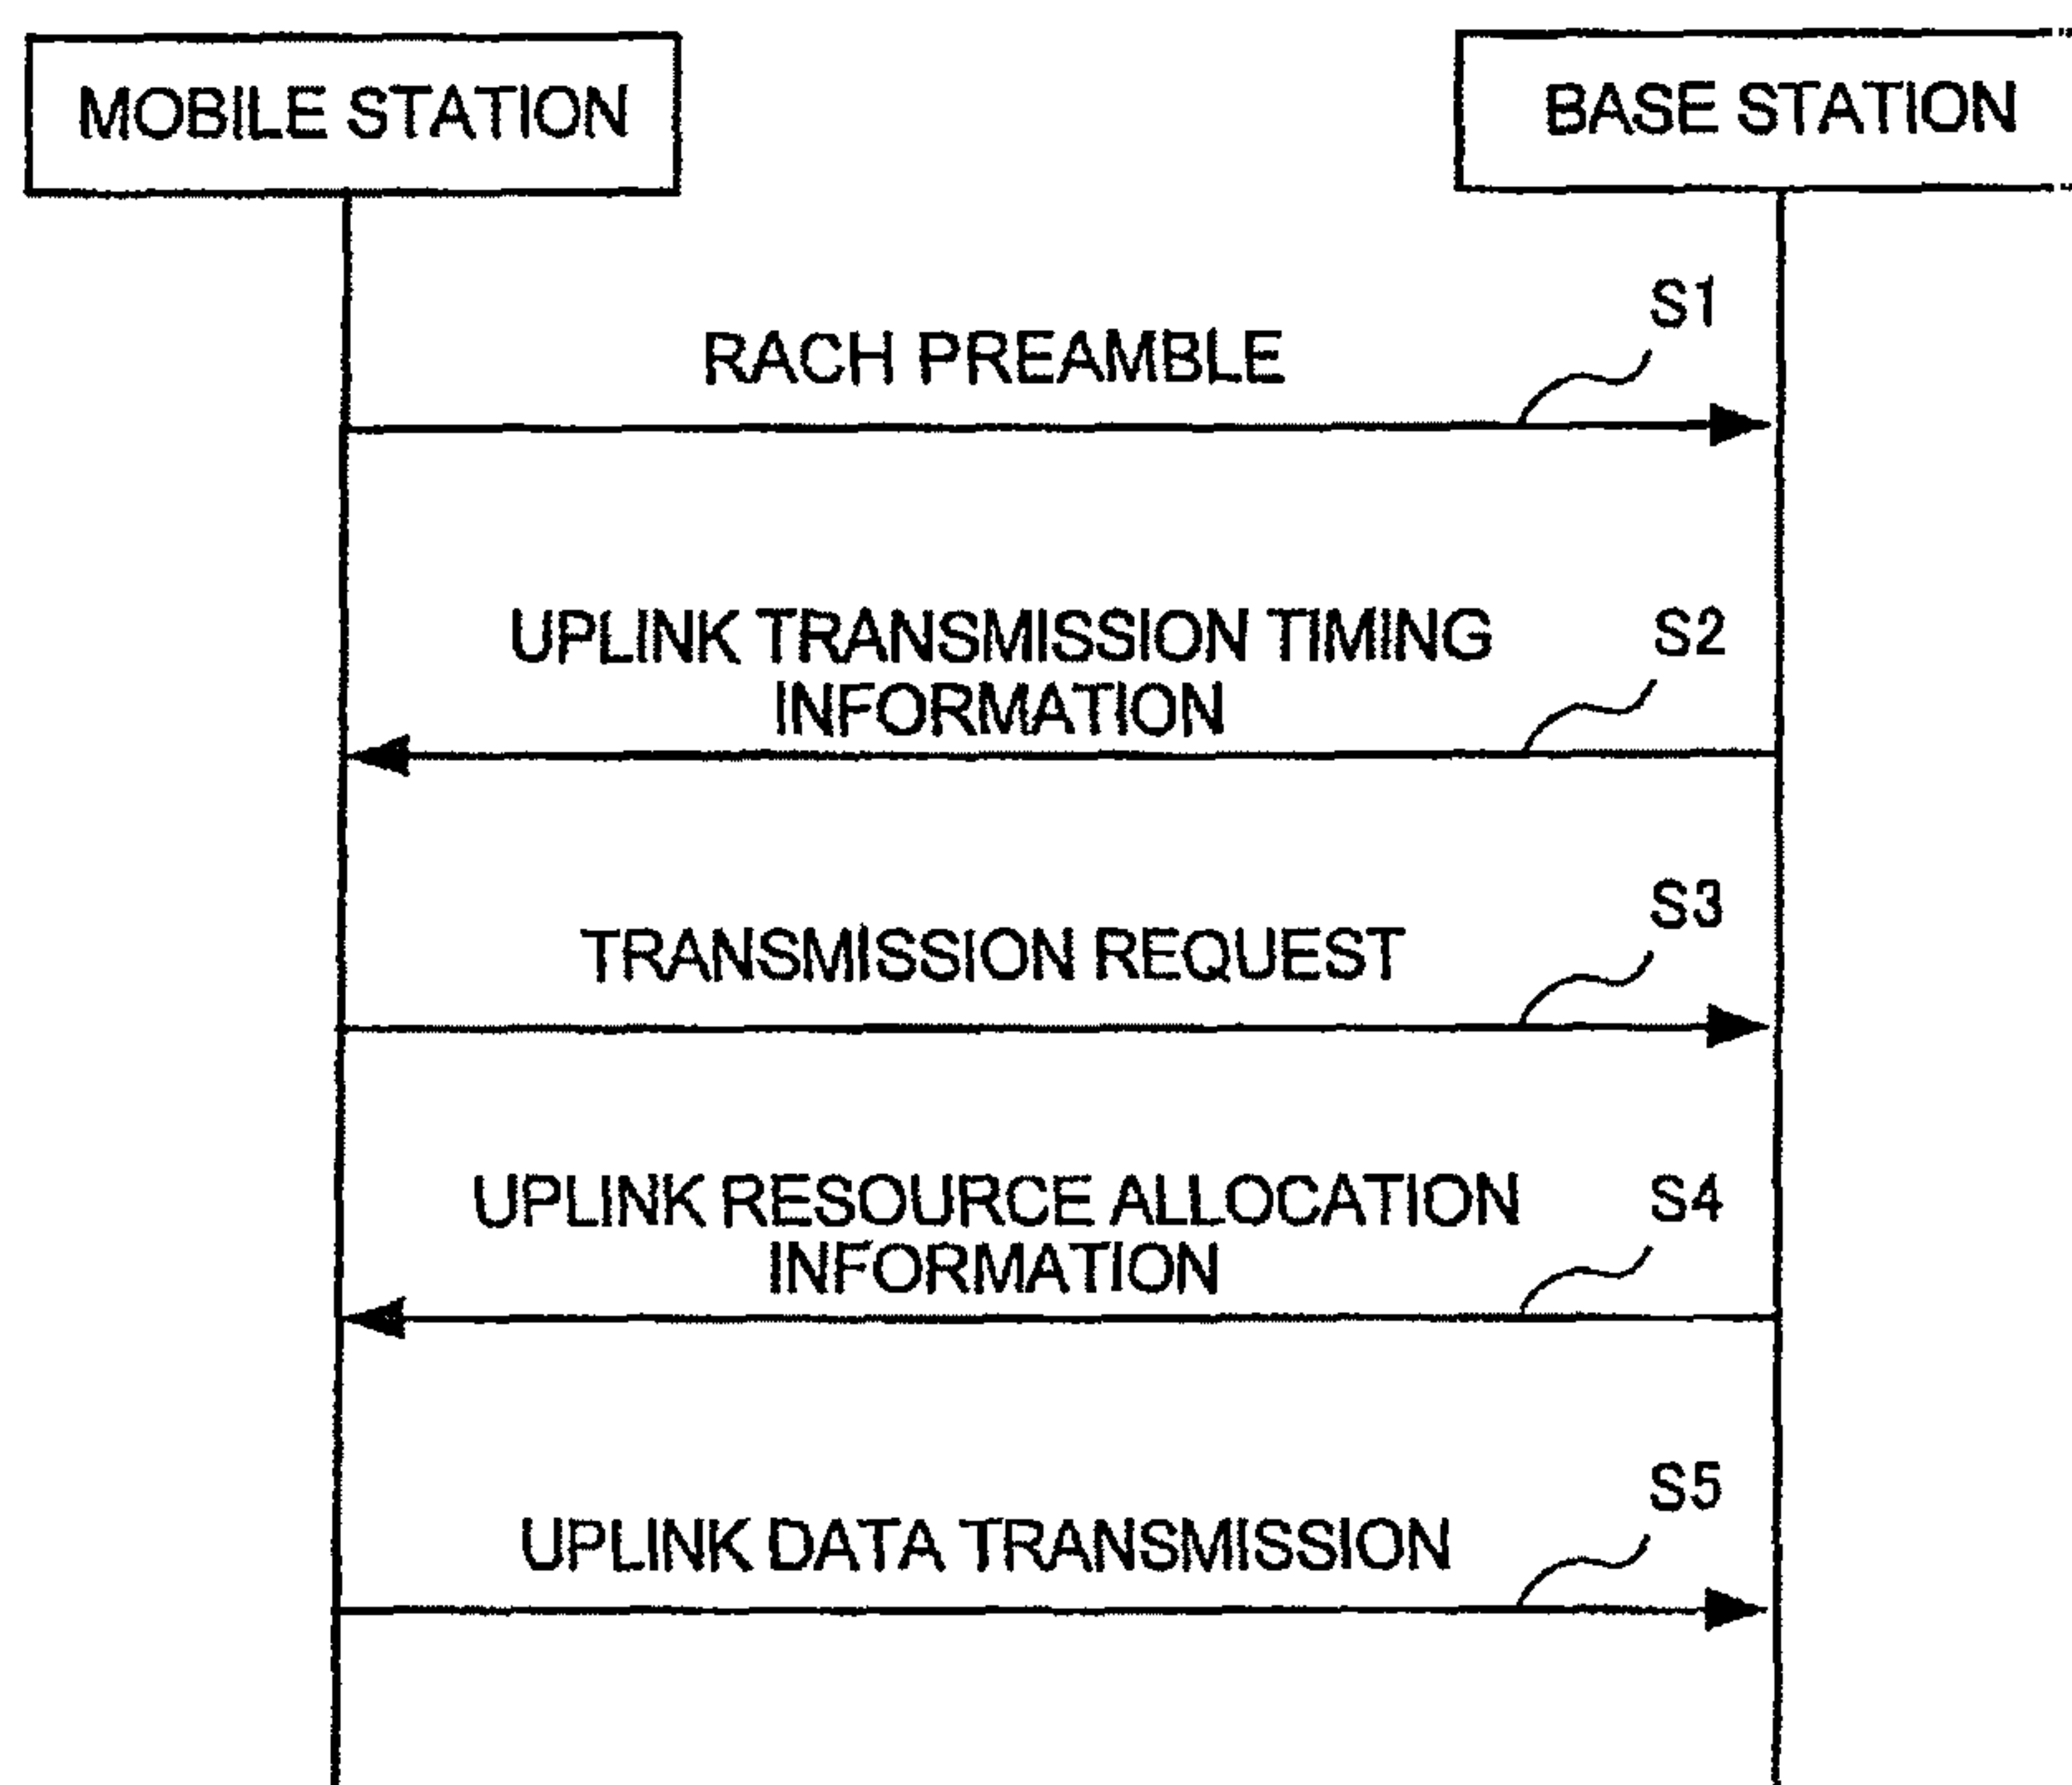 MOBILE STATION
BASE STATION
S1
RACH PREAMBLE
S2
UPLINK TRANSMISSION TIMING
INFORMATION
S3
TRANSMISSION REQUEST
S4
UPLINK RESOURCE ALLOCATION
INFORMATION
S5
UPLINK DATA TRANSMISSION